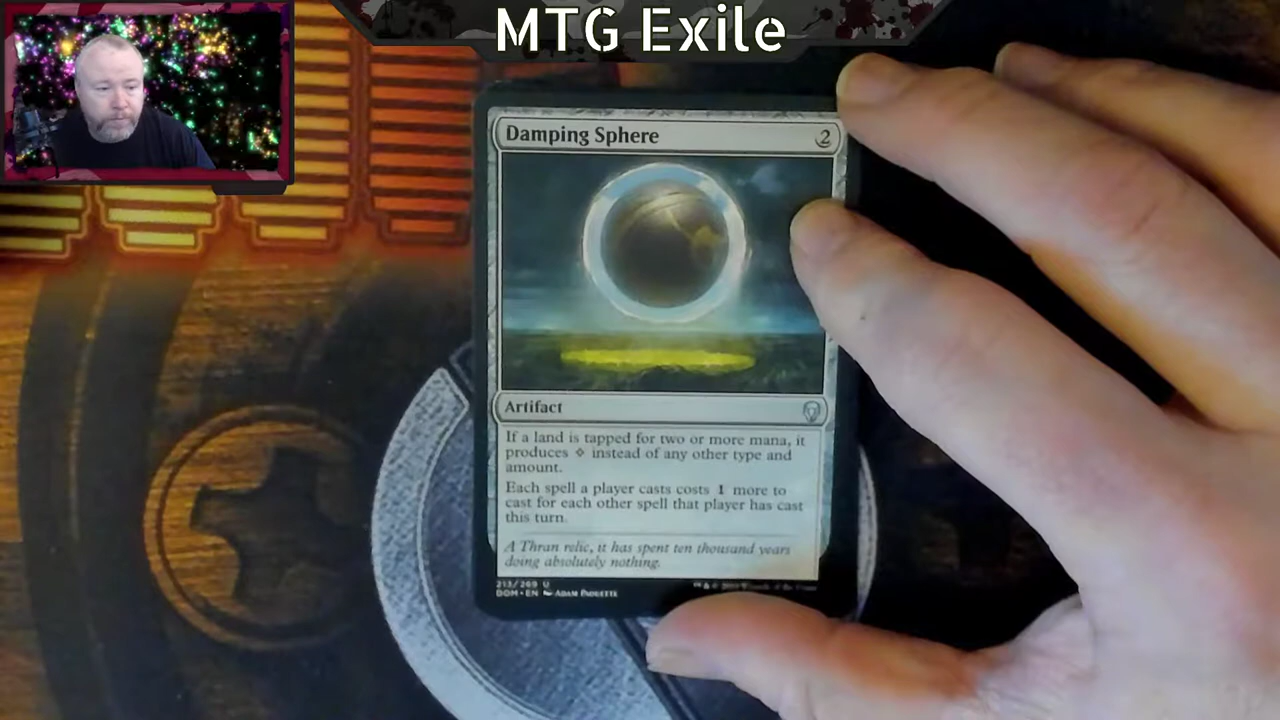 MTG Exile
Damping Sphere 2
Artifact
If a land is tapped for two or more mana, it
produces instead of any other type and
amount.
Each spell a player casts costs 1 more to
cast for each other spell that player has cast
this turn.
A Thran relic, it has spent ten thousand years
doing absolutely nothing.
213/269 U
DOM • EN ADAM PAQUETTE